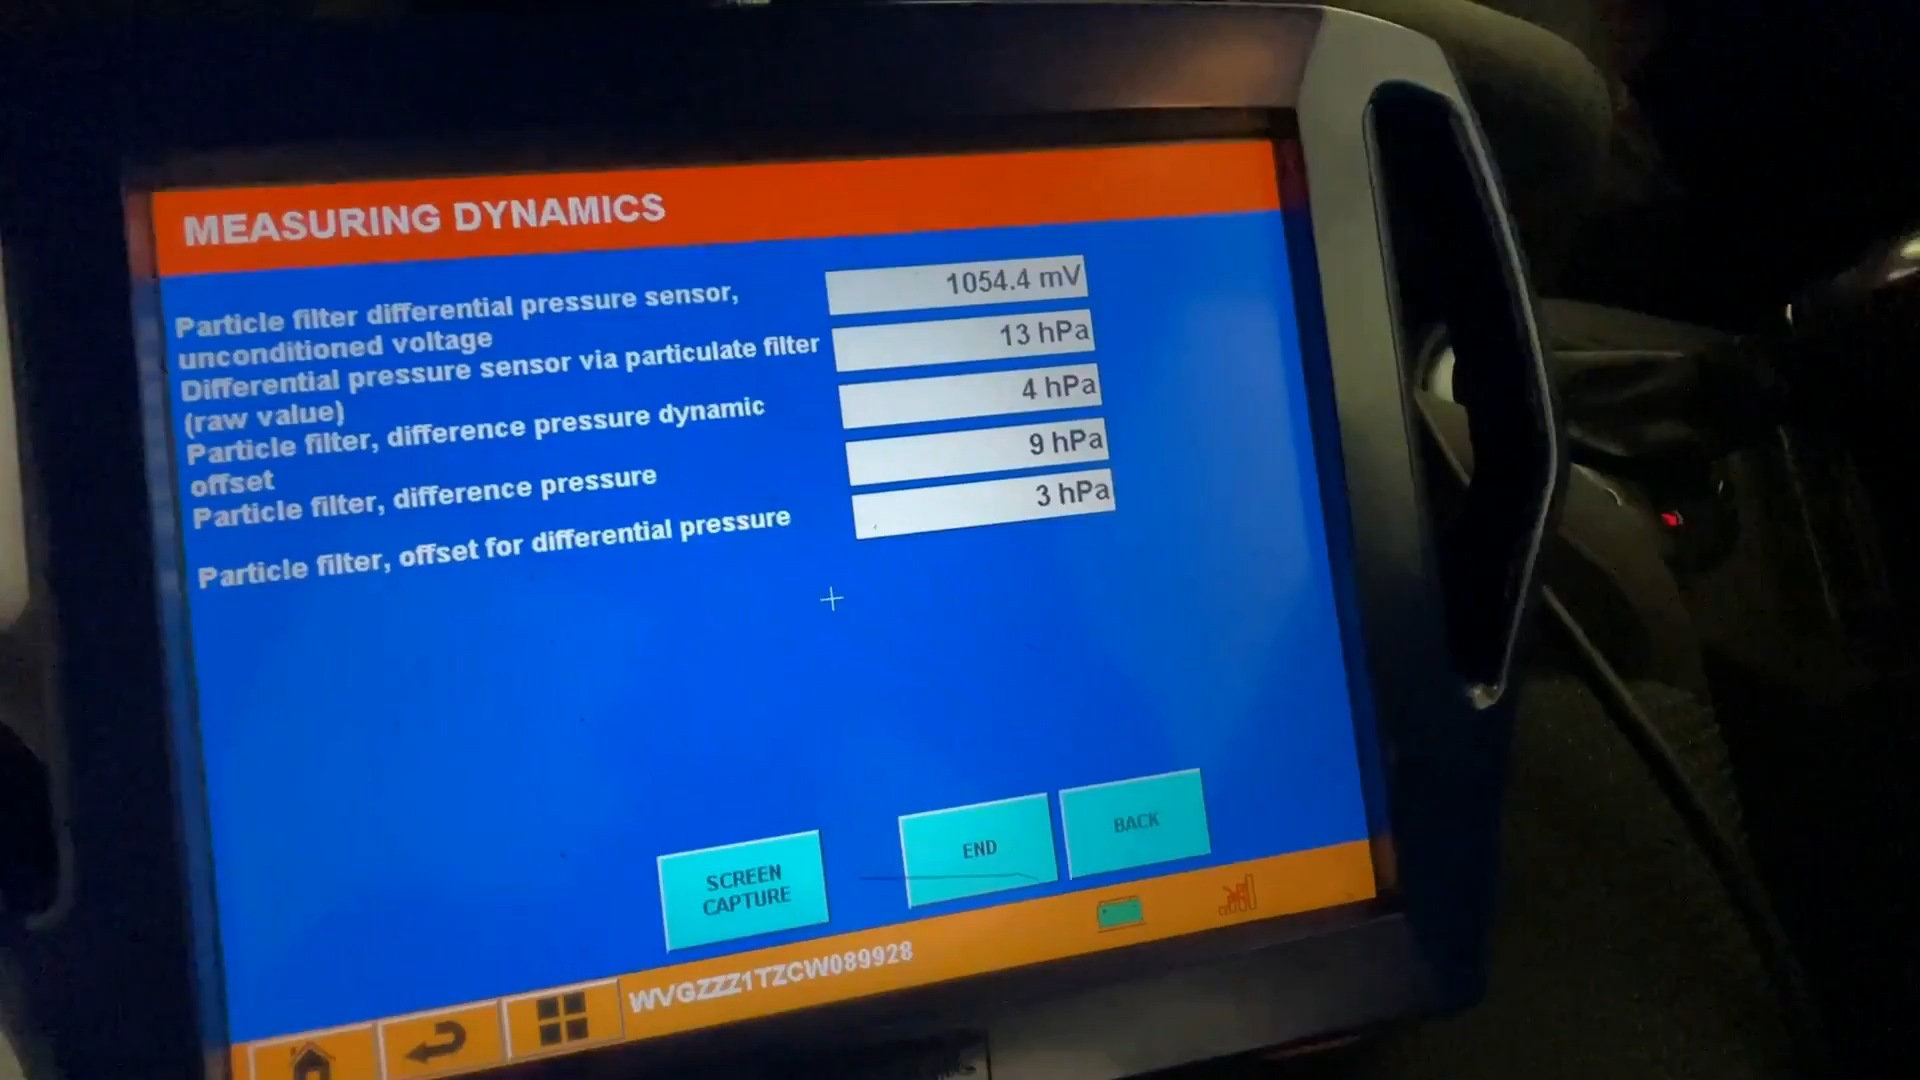 MEASURING DYNAMICS
Particle filter differential pressure sensor,
unconditioned voltage
1054.4 mV
Differential pressure sensor via particulate filter
(raw value)
13 hPa
Particle filter, difference pressure dynamic
offset
4 hPa
Particle filter, difference pressure
9 hPa
Particle filter, offset for differential pressure
3 hPa
SCREEN
CAPTURE
END
BACK
WVGZZZ1TZCW089928